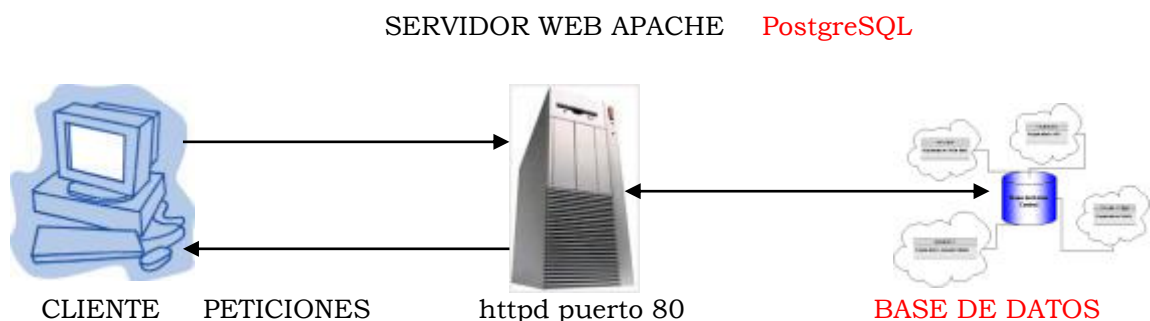 SERVIDOR WEB APACHE PostgreSQL
CLIENTE PETICIONES httpd puerto 80 BASE DE DATOS